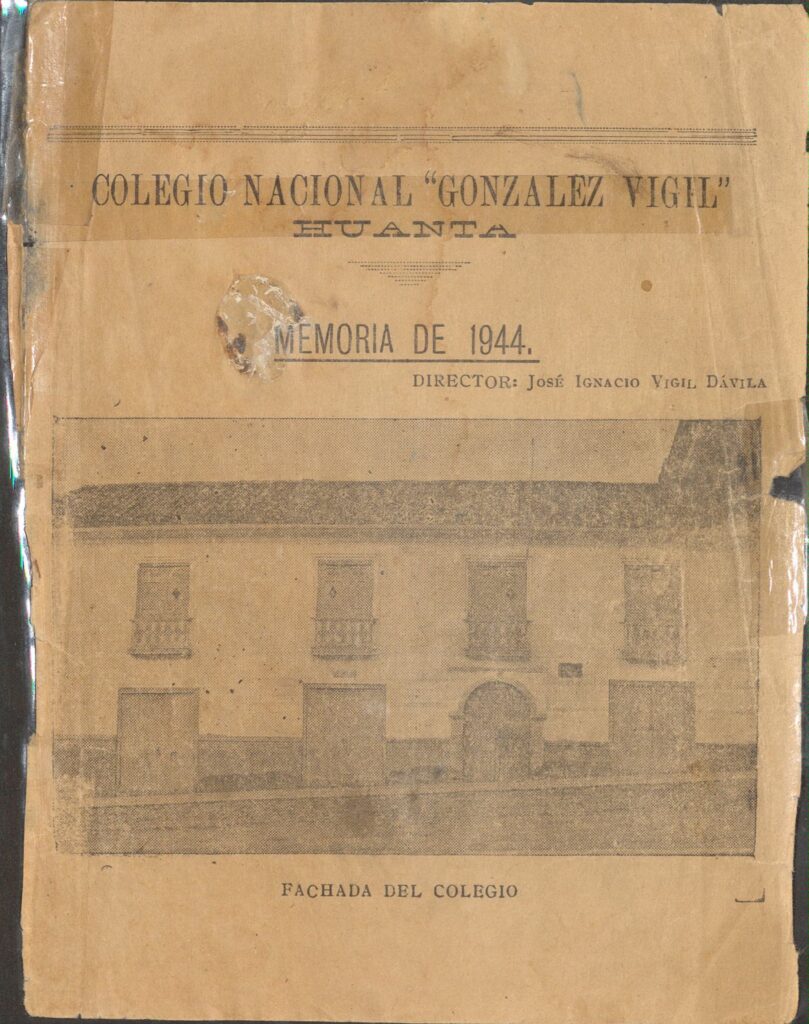 COLEGIO NACIONAL "GONZALEZ VIGIL"
HUANTA
MEMORIA DE 1944.
DIRECTOR: JOSÉ IGNACIO VIGIL DÁVILA
FACHADA DEL COLEGIO